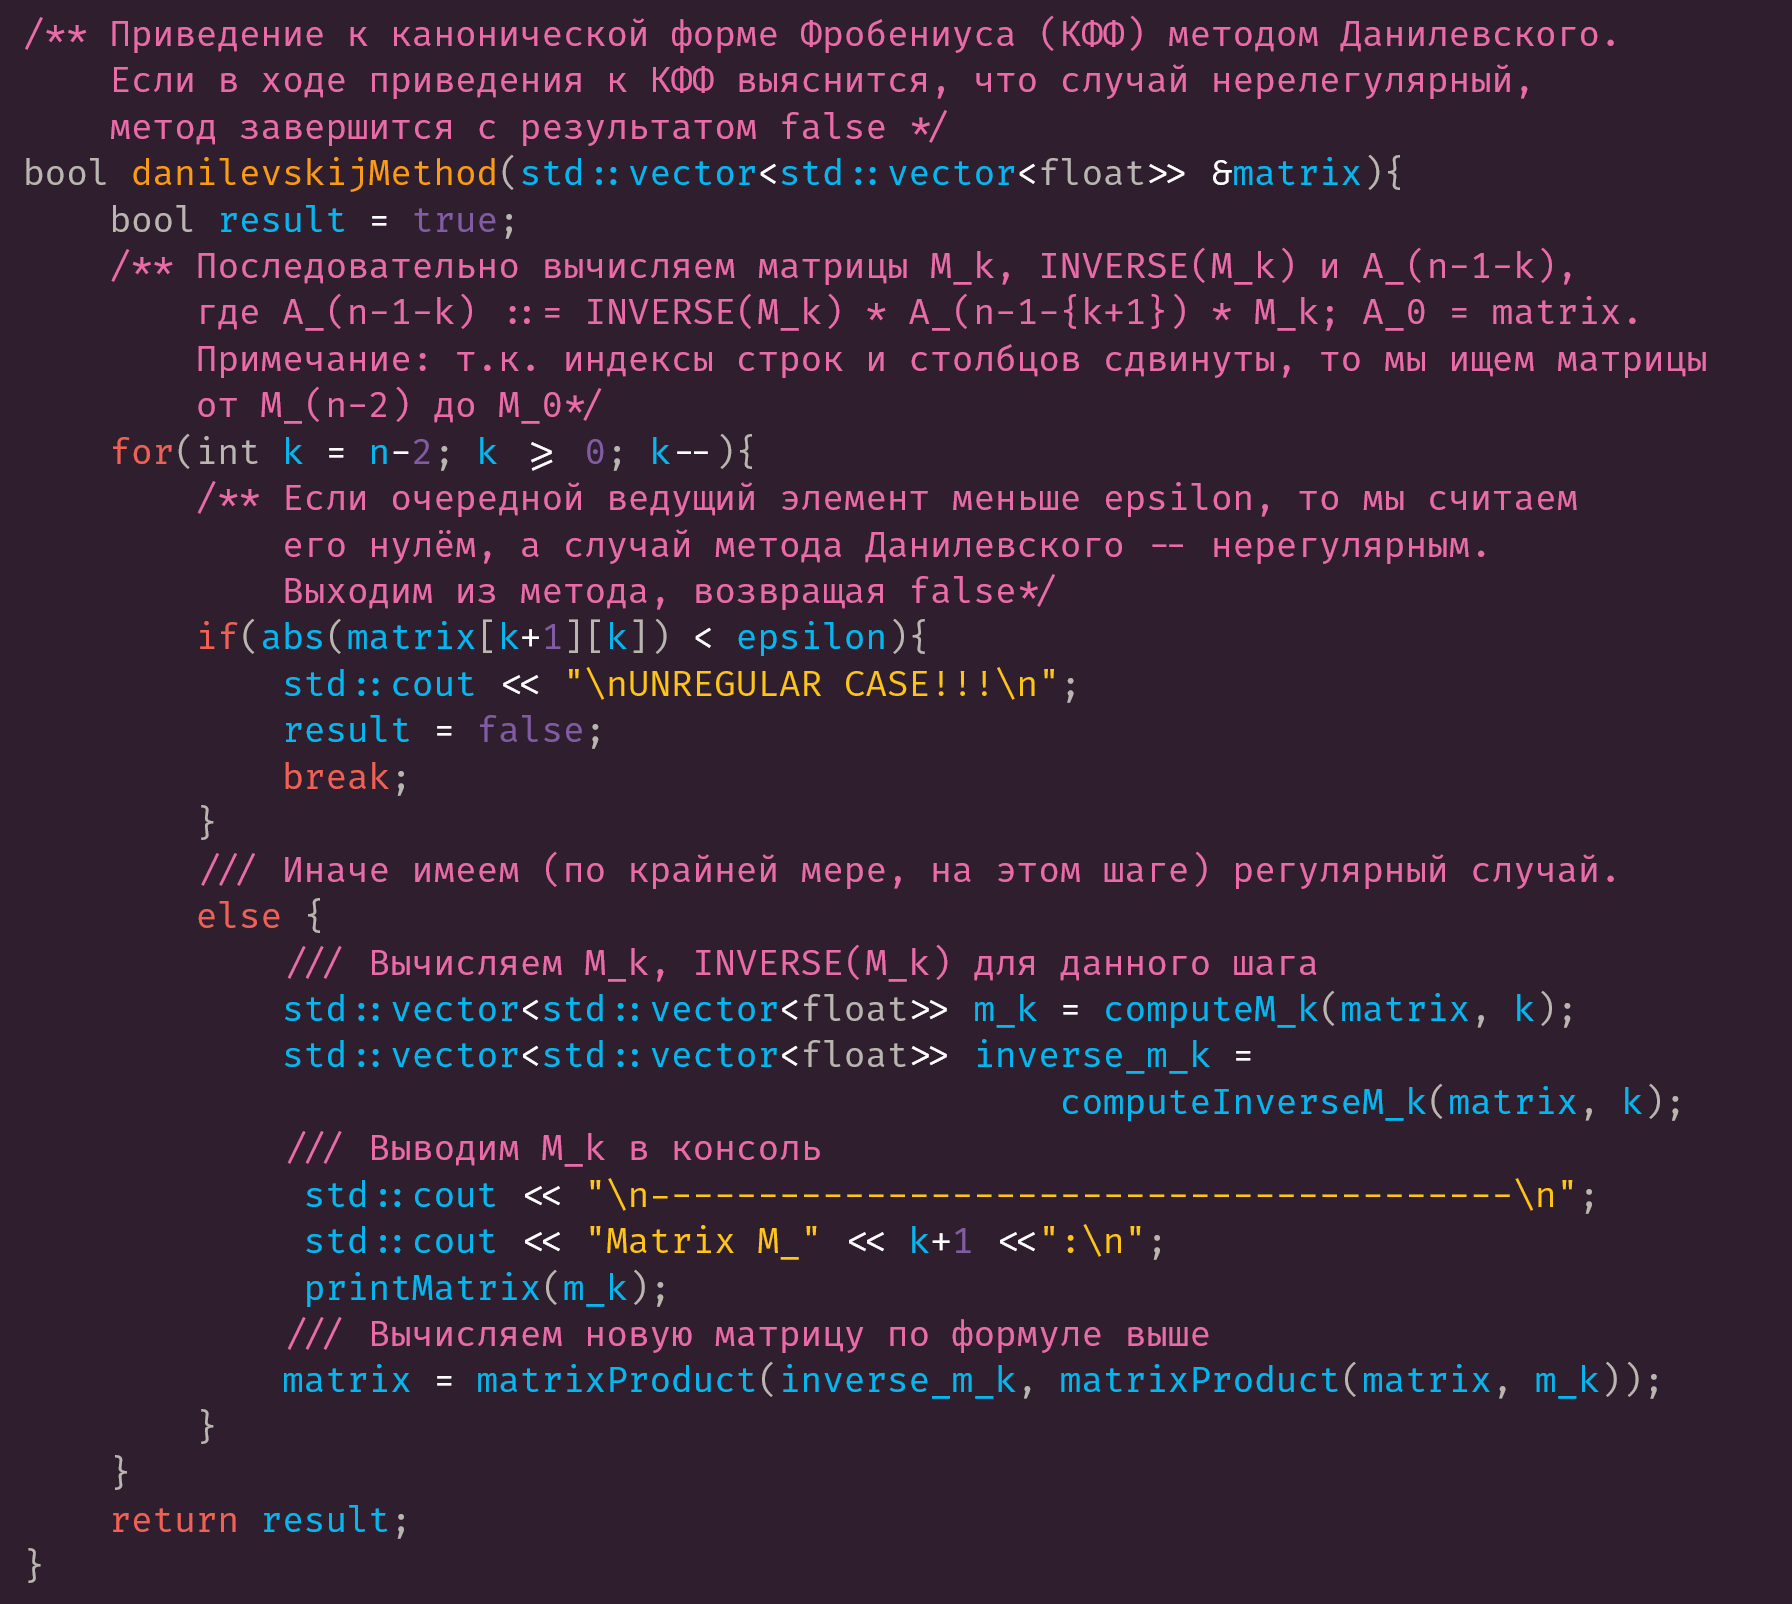 /** Приведение к канонической форме Фробениуса (КФФ) методом Данилевского.
    Если в ходе приведения к КФФ выяснится, что случай нерелегулярный,
    метод завершится с результатом false */
bool danilevskijMethod(std::vector<std::vector<float>> &matrix){
    bool result = true;
    /** Последовательно вычисляем матрицы M_k, INVERSE(M_k) и A_(n-1-k),
        где A_(n-1-k) ::= INVERSE(M_k) * A_(n-1-{k+1}) * M_k; A_0 = matrix.
        Примечание: т.к. индексы строк и столбцов сдвинуты, то мы ищем матрицы
        от M_(n-2) до M_0*/
    for(int k = n-2; k >= 0; k--){
        /** Если очередной ведущий элемент меньше epsilon, то мы считаем
            его нулём, а случай метода Данилевского -- нерегулярным.
            Выходим из метода, возвращая false*/
        if(abs(matrix[k+1][k]) < epsilon){
            std::cout << "\nUNREGULAR CASE!!!\n";
            result = false;
            break;
        }
        /// Иначе имеем (по крайней мере, на этом шаге) регулярный случай.
        else {
            /// Вычисляем M_k, INVERSE(M_k) для данного шага
            std::vector<std::vector<float>> m_k = computeM_k(matrix, k);
            std::vector<std::vector<float>> inverse_m_k =
                                                computeInverseM_k(matrix, k);
            /// Выводим M_k в консоль
             std::cout << "\n----------------------------------------\n";
             std::cout << "Matrix M_" << k+1 <<":\n";
             printMatrix(m_k);
            /// Вычисляем новую матрицу по формуле выше
            matrix = matrixProduct(inverse_m_k, matrixProduct(matrix, m_k));
        }
    }
    return result;
}